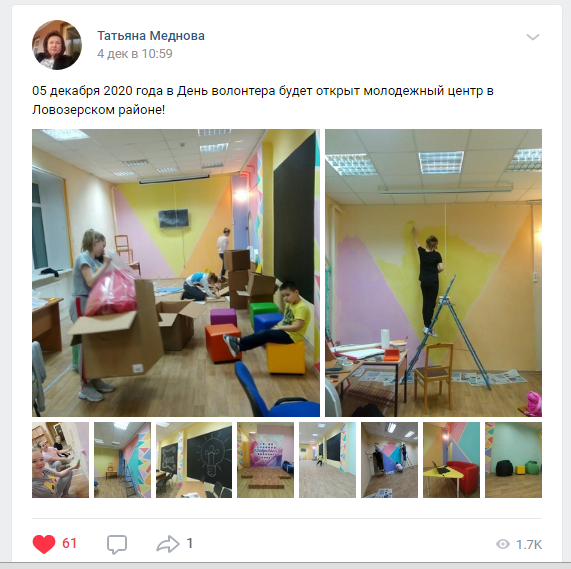 Татьяна Меднова
4 дек в 10:59
05 декабря 2020 года в День волонтера будет открыт молодежный центр в
Ловозерском районе!
61
1
1.7K